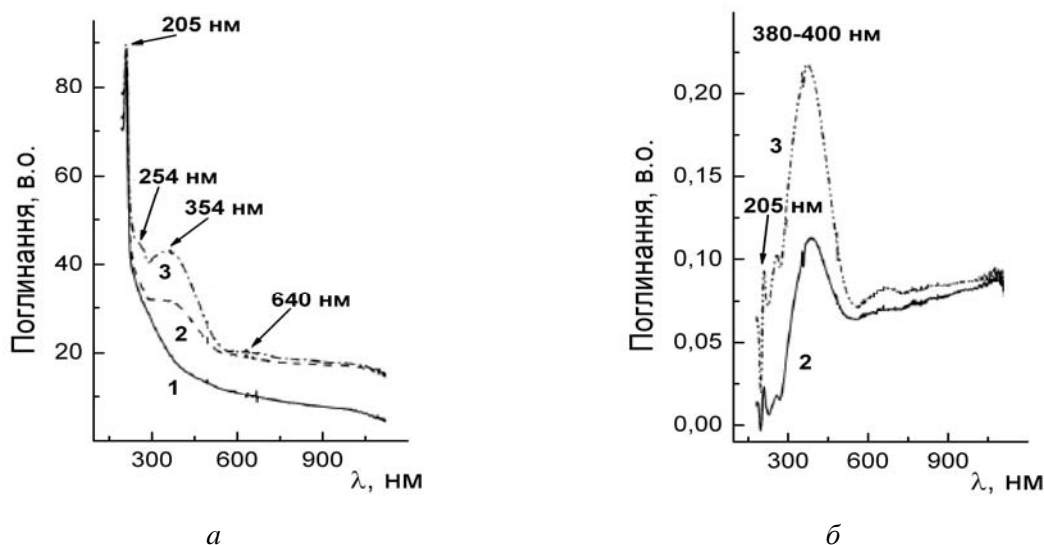 205 нм
254 нм
354 нм
640 нм
3
2
1
80
60
40
20
300
600
900
Поглинання, в.о.
λ, нм
а
380-400 нм
205 нм
3
2
0,20
0,15
0,10
0,05
0,00
300
600
900
Поглинання, в.о.
λ, нм
б